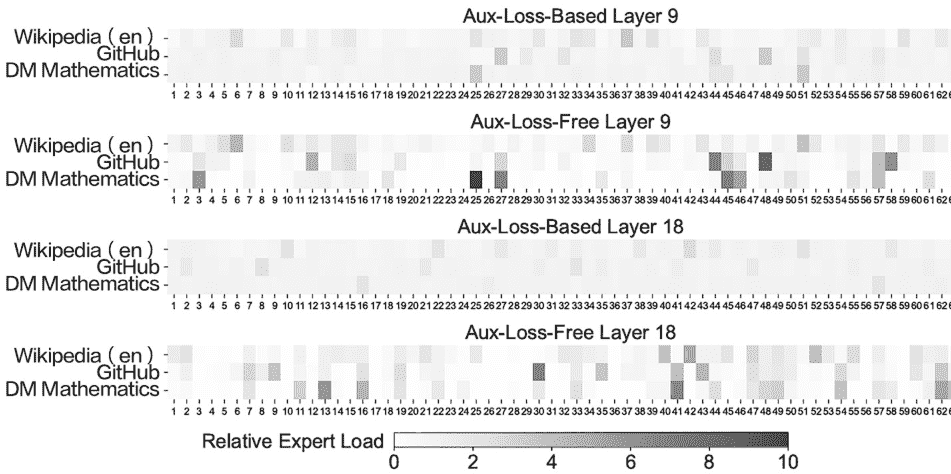 Aux-Loss-Based Layer 9
Wikipedia ( en )
GitHub
DM Mathematics
1 2 3 4 5 6 7 8 9 10 11 12 13 14 15 16 17 18 19 20 21 22 23 24 25 26 27 28 29 30 31 32 33 34 35 36 37 38 39 40 41 42 43 44 45 46 47 48 49 50 51 52 53 54 55 56 57 58 59 60 61 62
Aux-Loss-Free Layer 9
Wikipedia ( en )
GitHub
DM Mathematics
1 2 3 4 5 6 7 8 9 10 11 12 13 14 15 16 17 18 19 20 21 22 23 24 25 26 27 28 29 30 31 32 33 34 35 36 37 38 39 40 41 42 43 44 45 46 47 48 49 50 51 52 53 54 55 56 57 58 59 60 61 62
Aux-Loss-Based Layer 18
Wikipedia ( en )
GitHub
DM Mathematics
1 2 3 4 5 6 7 8 9 10 11 12 13 14 15 16 17 18 19 20 21 22 23 24 25 26 27 28 29 30 31 32 33 34 35 36 37 38 39 40 41 42 43 44 45 46 47 48 49 50 51 52 53 54 55 56 57 58 59 60 61 62
Aux-Loss-Free Layer 18
Wikipedia ( en )
GitHub
DM Mathematics
1 2 3 4 5 6 7 8 9 10 11 12 13 14 15 16 17 18 19 20 21 22 23 24 25 26 27 28 29 30 31 32 33 34 35 36 37 38 39 40 41 42 43 44 45 46 47 48 49 50 51 52 53 54 55 56 57 58 59 60 61 62
Relative Expert Load
0 2 4 6 8 10